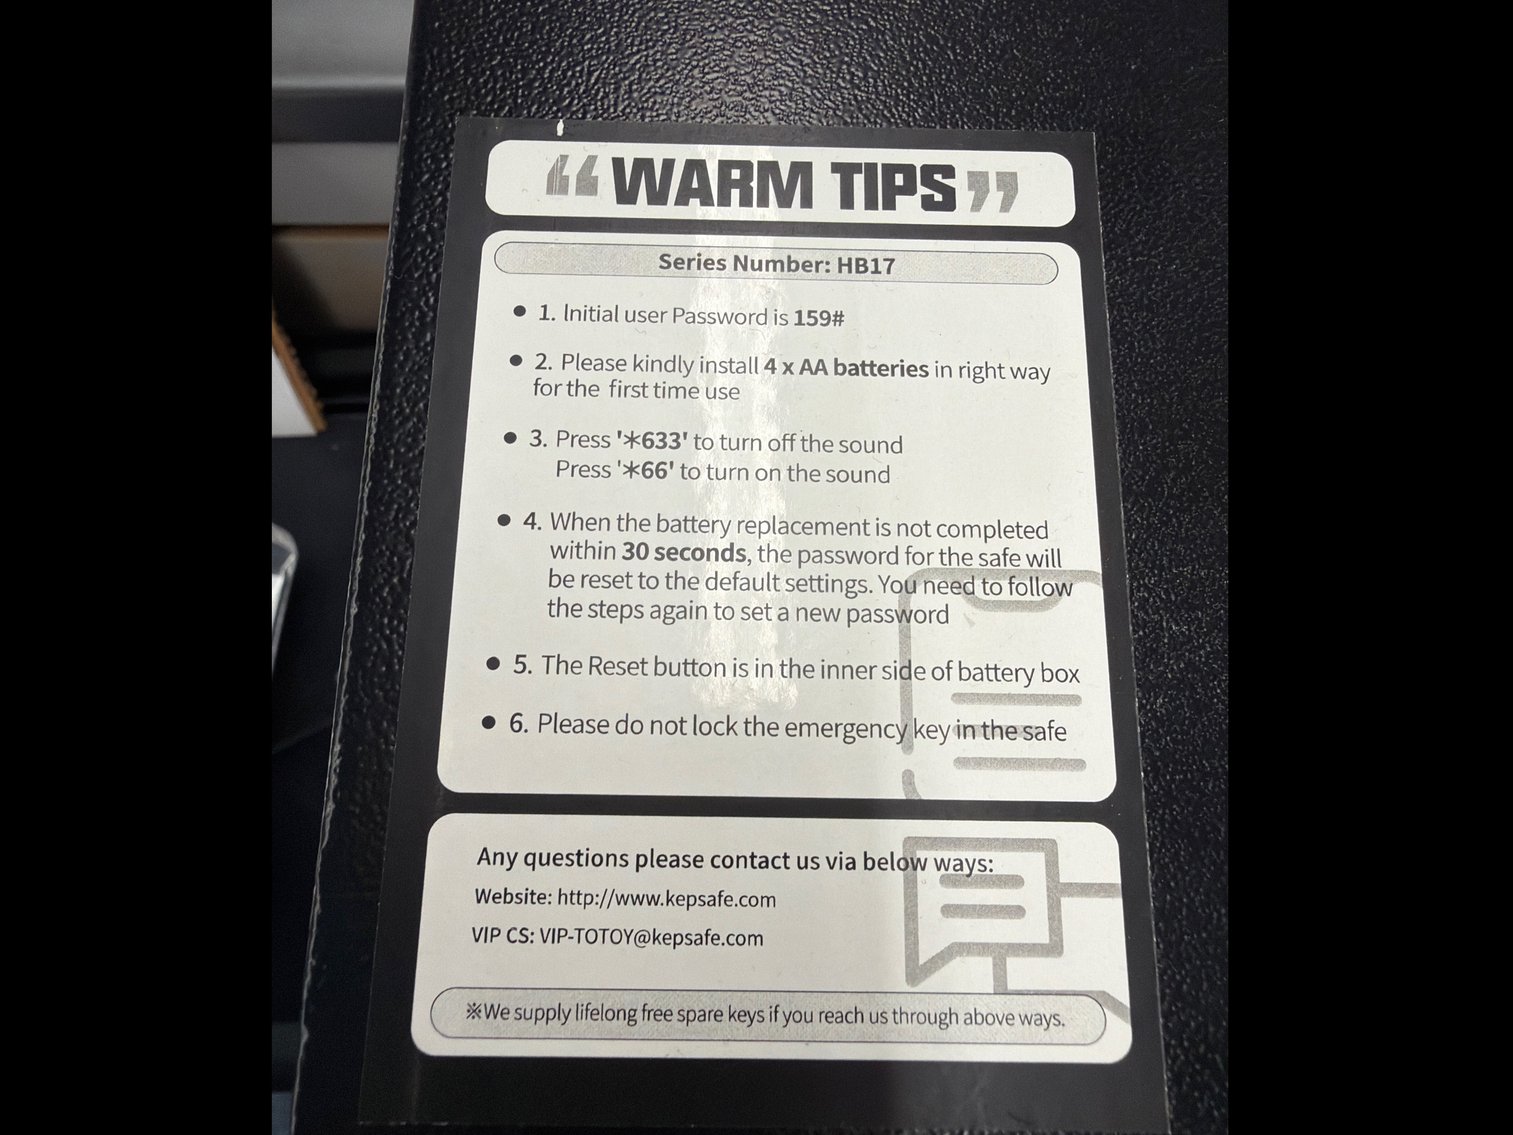 “ WARM TIPS ”
Series Number: HB17
● 1. Initial user Password is 159#
● 2. Please kindly install 4 x AA batteries in right way
for the first time use
● 3. Press '＊633' to turn off the sound
Press '＊66' to turn on the sound
● 4. When the battery replacement is not completed
within 30 seconds, the password for the safe will
be reset to the default settings. You need to follow
the steps again to set a new password
● 5. The Reset button is in the inner side of battery box
● 6. Please do not lock the emergency key in the safe
Any questions please contact us via below ways:
Website: http://www.kepsafe.com
VIP CS: VIP-TOTOY@kepsafe.com
※We supply lifelong free spare keys if you reach us through above ways.